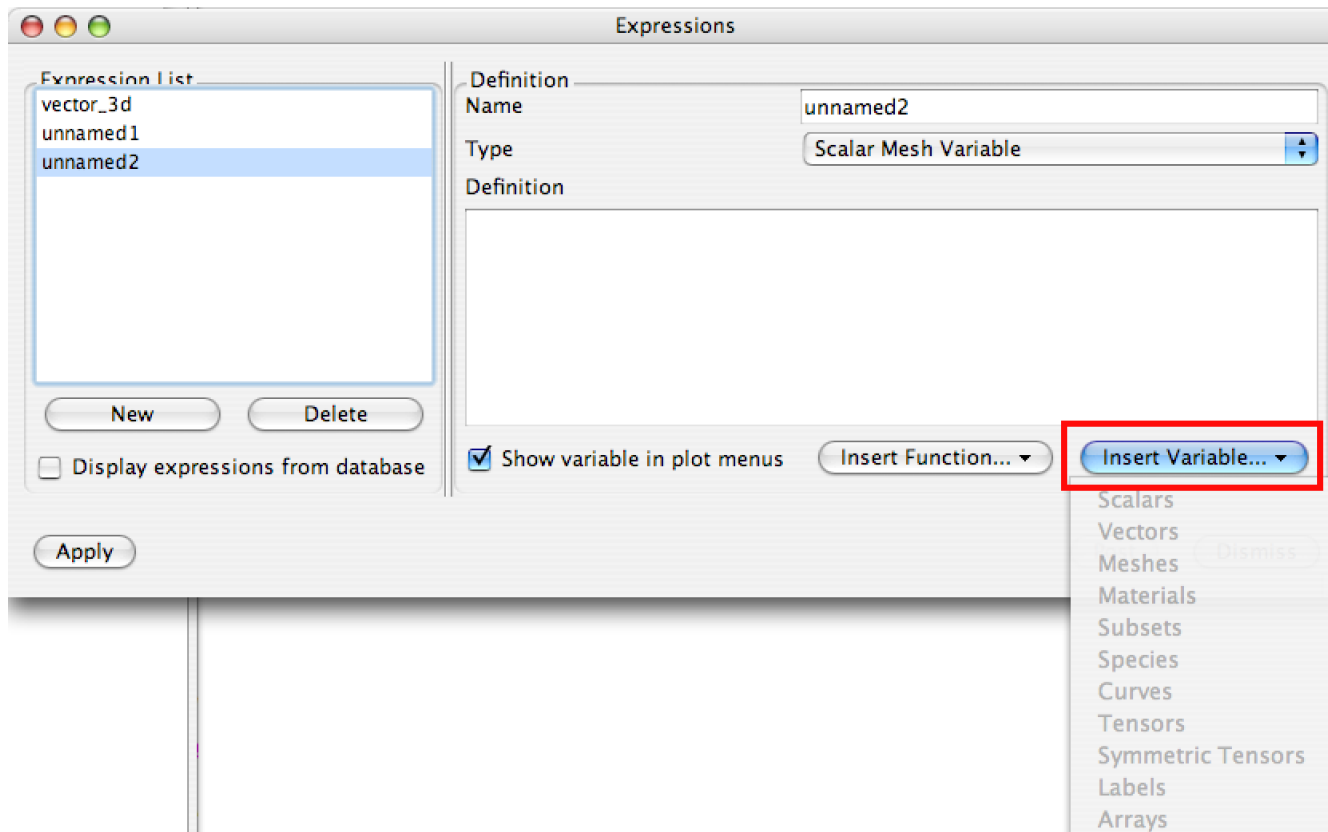 Expressions
Expression List
vector_3d
unnamed1
unnamed2
New Delete
Display expressions from database
Apply
Definition
Name unnamed2
Type Scalar Mesh Variable
Definition
Show variable in plot menus Insert Function... Insert Variable...
Scalars
Vectors
Dismiss
Meshes
Materials
Subsets
Species
Curves
Tensors
Symmetric Tensors
Labels
Arrays